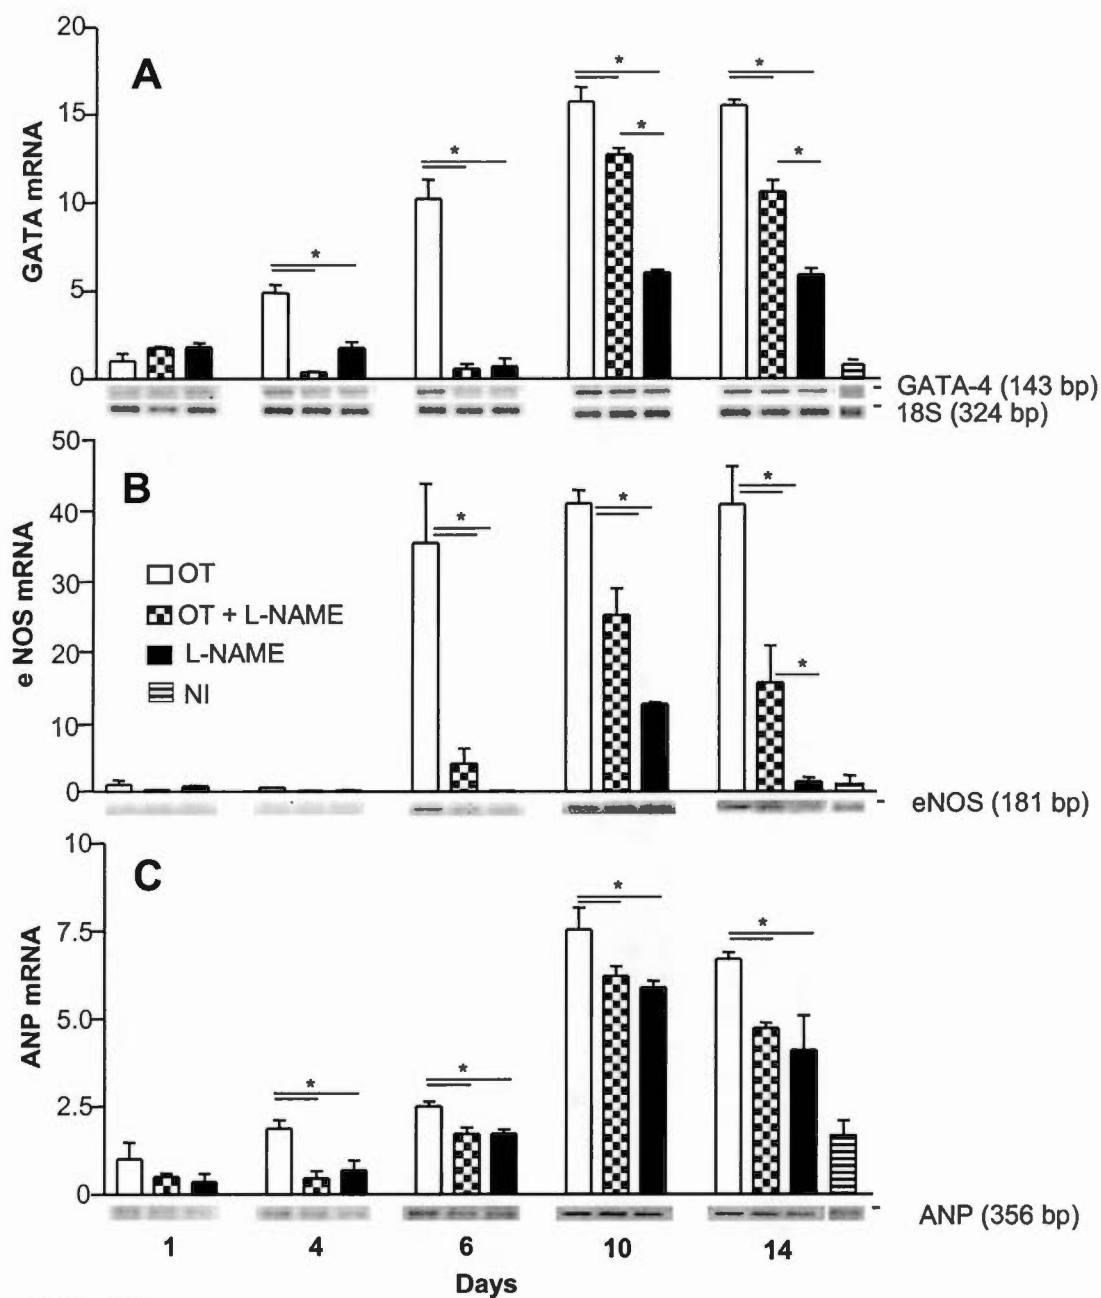 20
A
*
*
15
*
*
GATA mRNA
*
10
*
5
0
GATA-4 (143 bp)
18S (324 bp)
50
B
*
*
*
40
eNOS mRNA
30
OT
OT + L-NAME
20
L-NAME
*
NI
10
0
eNOS (181 bp)
10
C
*
7.5
*
ANP mRNA
5.0
*
*
2.5
0
ANP (356 bp)
1 4 6 10 14
Days